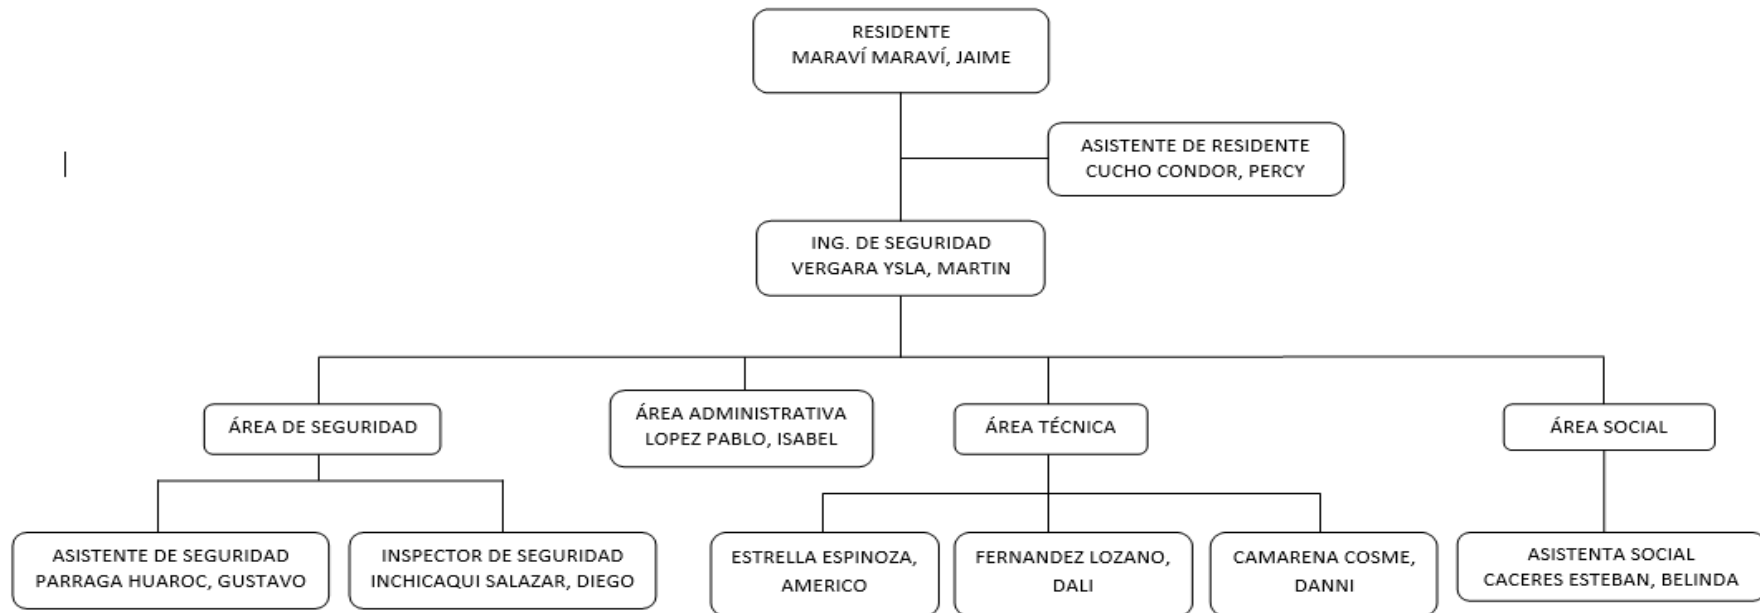 RESIDENTE
MARAVÍ MARAVÍ, JAIME
ASISTENTE DE RESIDENTE
CUCHO CONDOR, PERCY
ING. DE SEGURIDAD
VERGARA YSLA, MARTIN
ÁREA DE SEGURIDAD
ÁREA ADMINISTRATIVA
LOPEZ PABLO, ISABEL
ÁREA TÉCNICA
ÁREA SOCIAL
ASISTENTE DE SEGURIDAD
PARRAGA HUAROC, GUSTAVO
INSPECTOR DE SEGURIDAD
INCHICAQUI SALAZAR, DIEGO
ESTRELLA ESPINOZA,
AMERICO
FERNANDEZ LOZANO,
DALI
CAMARENA COSME,
DANNI
ASISTENTA SOCIAL
CACERES ESTEBAN, BELINDA